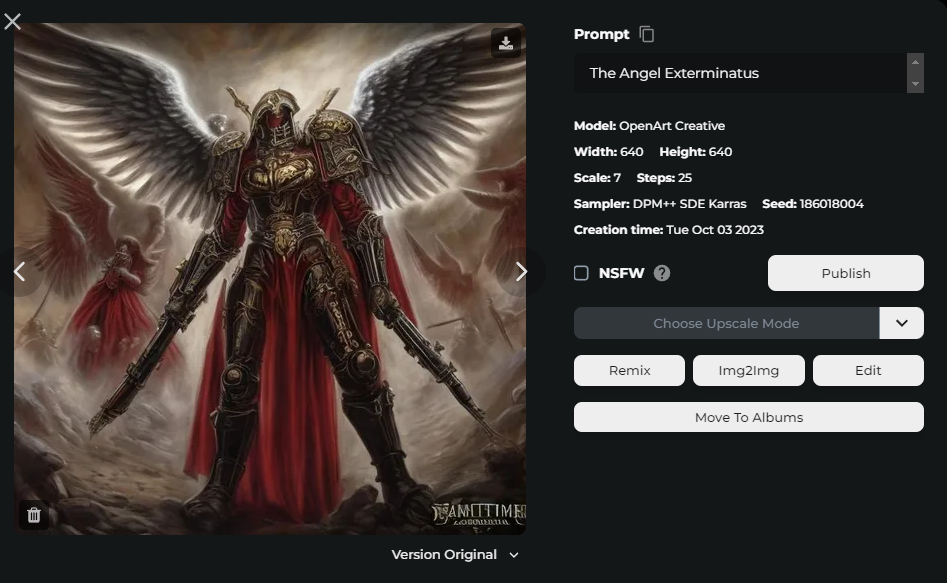 Prompt
The Angel Exterminatus
Model: OpenArt Creative
Width: 640 Height: 640
Scale: 7 Steps: 25
Sampler: DPM++ SDE Karras Seed: 186018004
Creation time: Tue Oct 03 2023
NSFW ?
Publish
Choose Upscale Mode
Remix Img2Img Edit
Move To Albums
Version Original